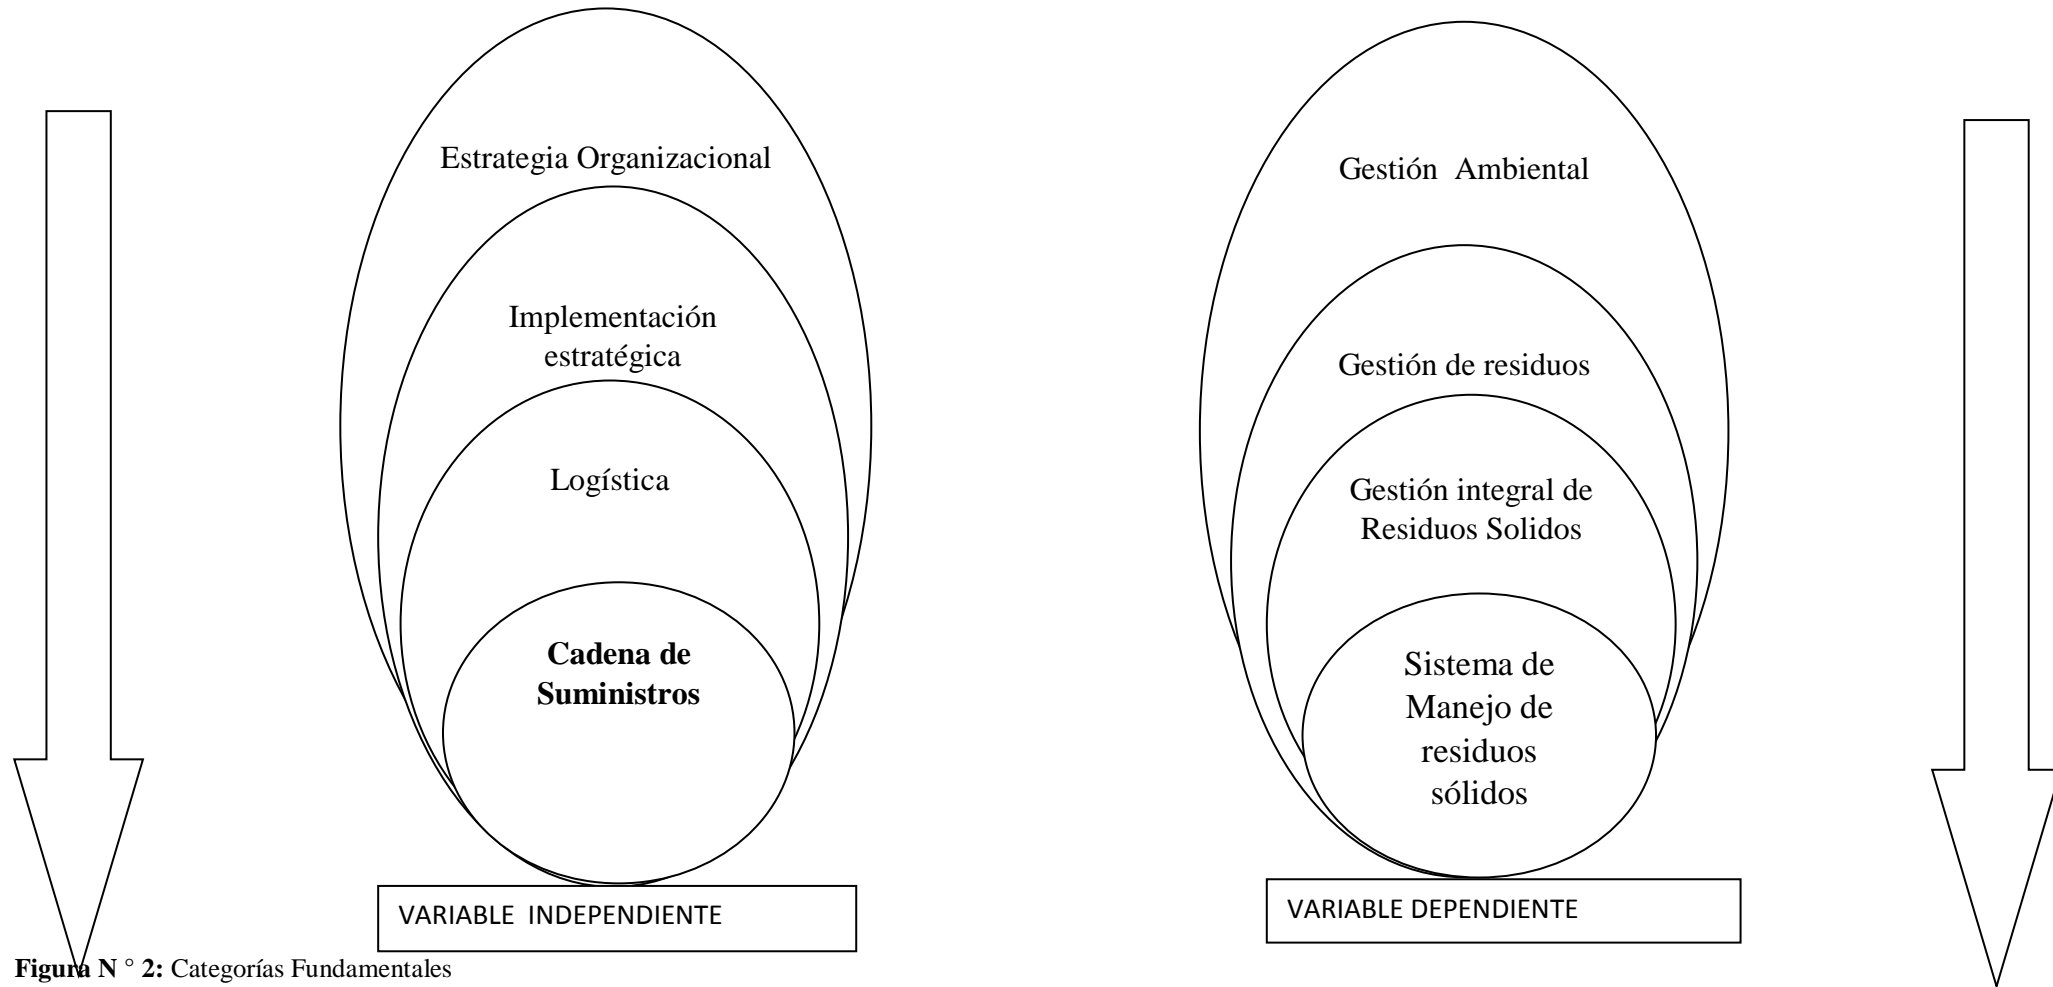 Estrategia Organizacional
Implementación
estratégica
Logística
Cadena de
Suministros
VARIABLE  INDEPENDIENTE
Gestión  Ambiental
Gestión de residuos
Gestión integral de
Residuos Solidos
Sistema de
Manejo de
residuos
sólidos
VARIABLE DEPENDIENTE
Figura N ° 2: Categorías Fundamentales